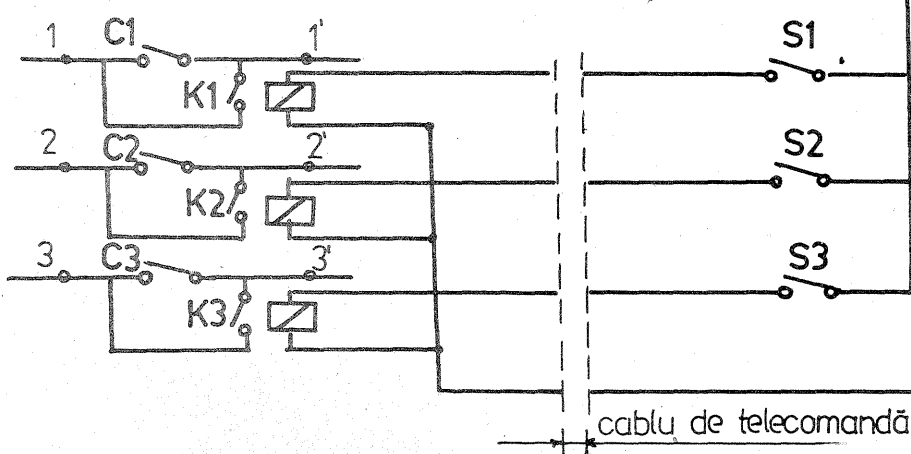 1 C1 1' S1
K1
2 C2 2' S2
K2
3 C3 3' S3
K3
cablu de telecomandă